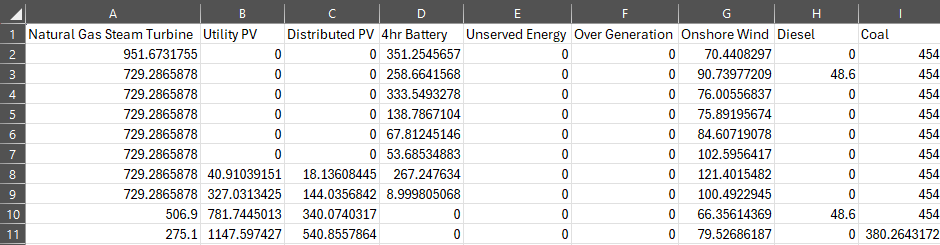 A B C D E F G H I
1 Natural Gas Steam Turbine Utility PV Distributed PV 4hr Battery Unserved Energy Over Generation Onshore Wind Diesel Coal
2 951.6731755 0 0 351.2545657 0 0 70.4408297 0 454
3 729.2865878 0 0 258.6641568 0 0 90.73977209 48.6 454
4 729.2865878 0 0 333.5493278 0 0 76.00556837 0 454
5 729.2865878 0 0 138.7867104 0 0 75.89195674 0 454
6 729.2865878 0 0 67.81245146 0 0 84.60719078 0 454
7 729.2865878 0 0 53.68534883 0 0 102.5956417 0 454
8 729.2865878 40.91039151 18.13608445 267.247634 0 0 121.4015482 0 454
9 729.2865878 327.0313425 144.0356842 8.999805068 0 0 100.4922945 0 454
10 506.9 781.7445013 340.0740317 0 0 0 66.35614369 48.6 454
11 275.1 1147.597427 540.8557864 0 0 0 79.52686187 0 380.2643172